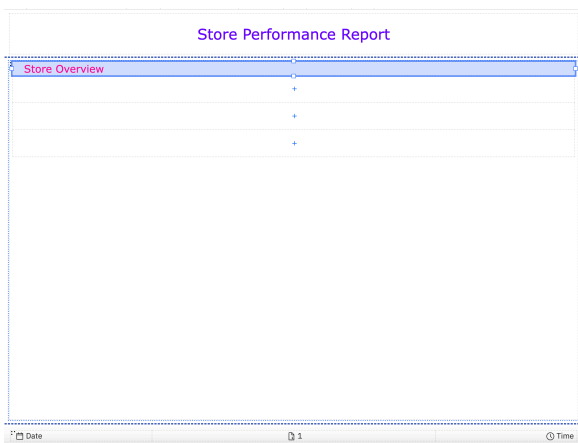 Store Performance Report
Store Overview
+
+
+
Date
1
Time